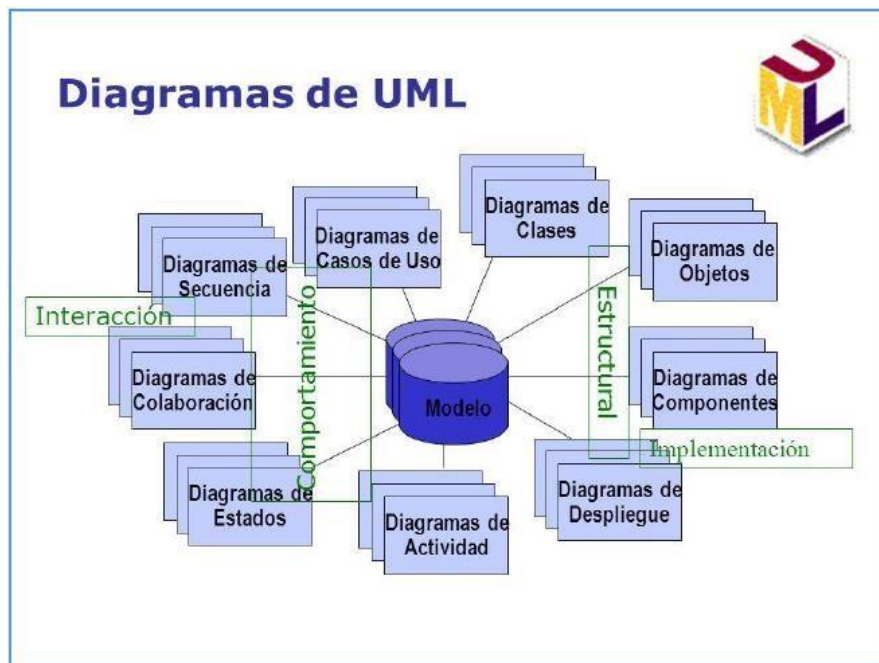 Diagramas de UML
UML
Diagramas de
Casos de Uso
Diagramas de
Clases
Diagramas de
Secuencia
Diagramas de
Objetos
Interacción
Comportamiento
Estructural
Diagramas de
Colaboración
Modelo
Diagramas de
Componentes
Implementación
Diagramas de
Estados
Diagramas de
Actividad
Diagramas de
Despliegue